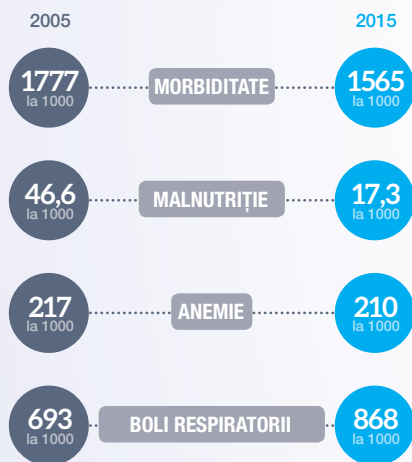 2005 2015
1777 MORBIDITATE 1565
la 1000 la 1000
46,6 MALNUTRIȚIE 17,3
la 1000 la 1000
217 ANEMIE 210
la 1000 la 1000
693 BOLI RESPIRATORII 868
la 1000 la 1000